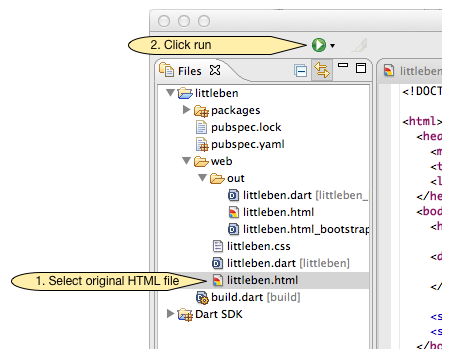 2. Click run
Files
littleben
packages
pubspec.lock
pubspec.yaml
web
out
littleben.dart [littleben_
littleben.html
littleben.html_bootstrap
littleben.css
littleben.dart [littleben]
1. Select original HTML file
littleben.html
build.dart [build]
Dart SDK
littleben
<!DOCT
<html>
<hea
<m
<t
<l
</he
<bod
<h
<d
</
<s
<s
</bo